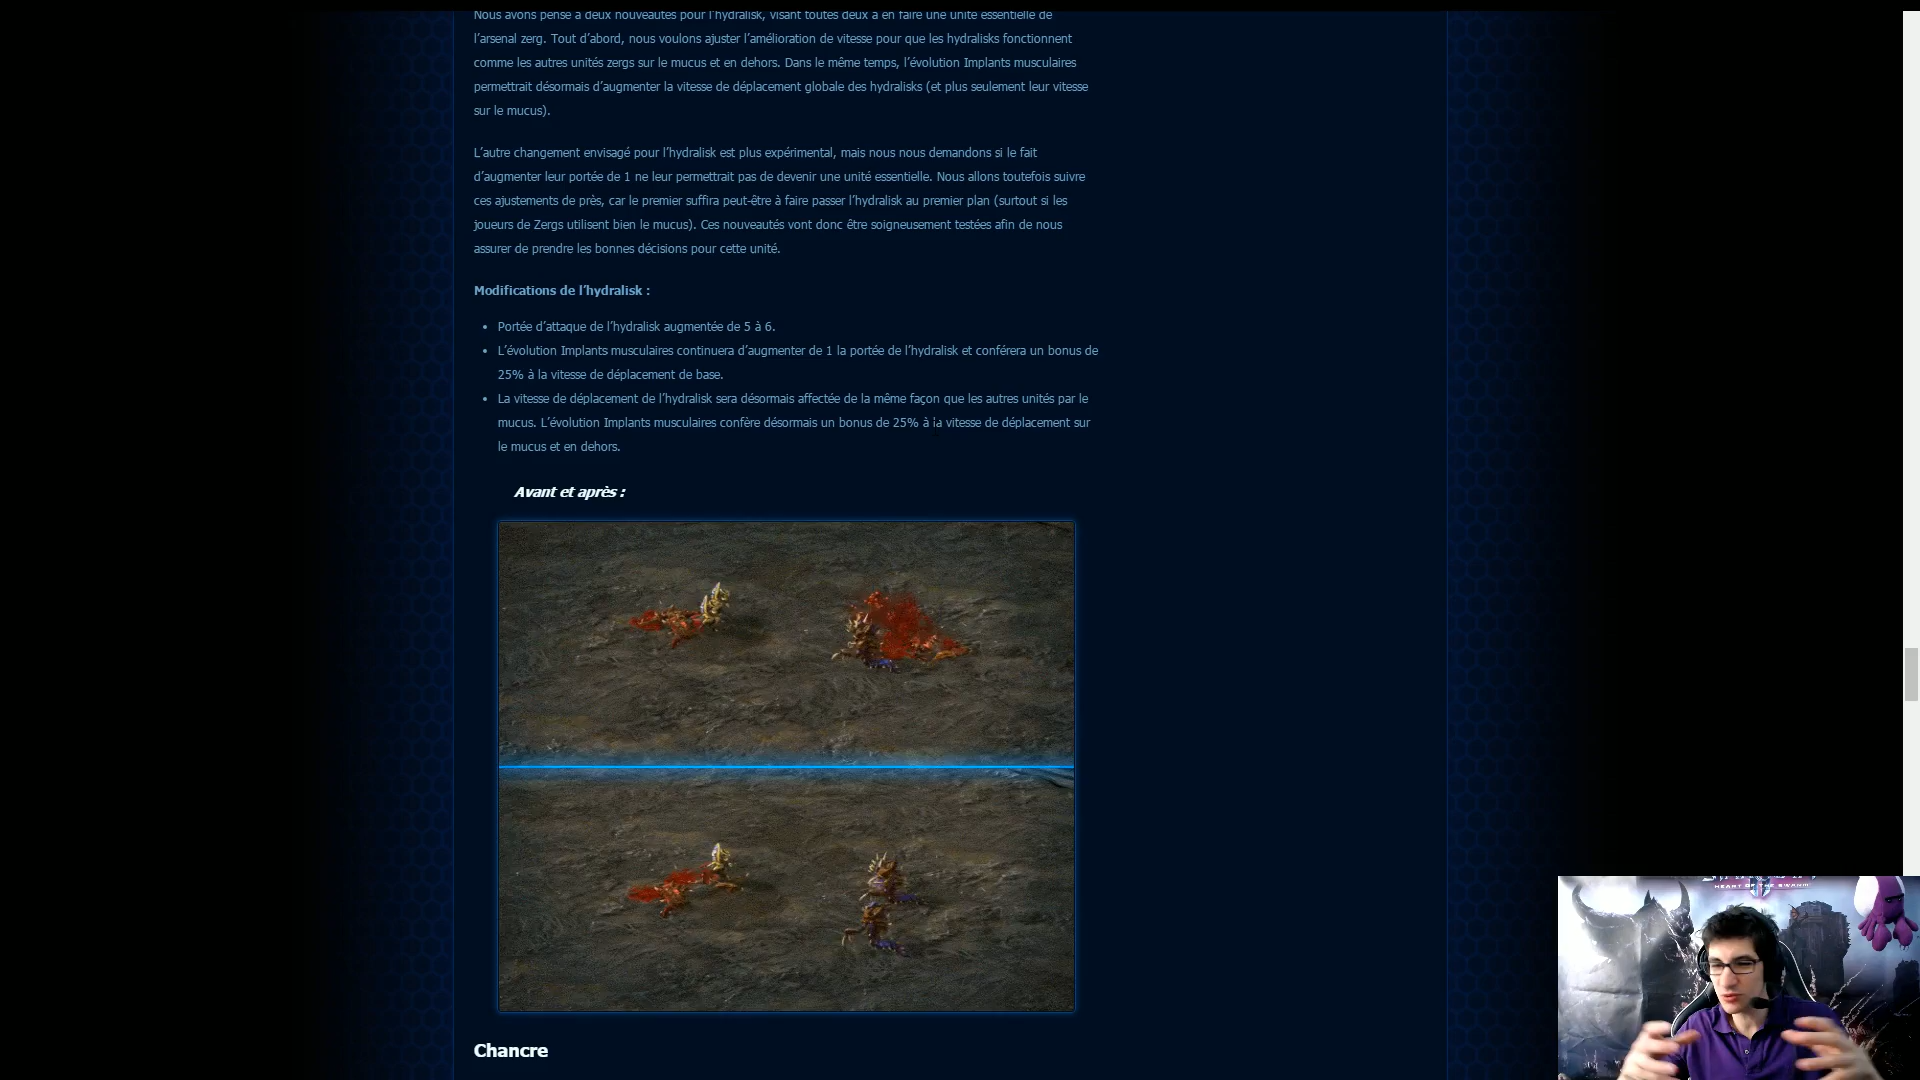 Nous avons pensé à deux nouveautés pour l’hydralisk, visant toutes deux à en faire une unité essentielle de
l’arsenal zerg. Tout d’abord, nous voulons ajuster l’amélioration de vitesse pour que les hydralisks fonctionnent
comme les autres unités zergs sur le mucus et en dehors. Dans le même temps, l’évolution Implants musculaires
permettrait désormais d’augmenter la vitesse de déplacement globale des hydralisks (et plus seulement leur vitesse
sur le mucus).
L’autre changement envisagé pour l’hydralisk est plus expérimental, mais nous nous demandons si le fait
d’augmenter leur portée de 1 ne leur permettrait pas de devenir une unité essentielle. Nous allons toutefois suivre
ces ajustements de près, car le premier suffira peut-être à faire passer l’hydralisk au premier plan (surtout si les
joueurs de Zergs utilisent bien le mucus). Ces nouveautés vont donc être soigneusement testées afin de nous
assurer de prendre les bonnes décisions pour cette unité.
Modifications de l’hydralisk :
• Portée d’attaque de l’hydralisk augmentée de 5 à 6.
• L’évolution Implants musculaires continuera d’augmenter de 1 la portée de l’hydralisk et conférera un bonus de
25% à la vitesse de déplacement de base.
• La vitesse de déplacement de l’hydralisk sera désormais affectée de la même façon que les autres unités par le
mucus. L’évolution Implants musculaires confère désormais un bonus de 25% à la vitesse de déplacement sur
le mucus et en dehors.
Avant et après :
Chancre
HEART OF THE SWARM